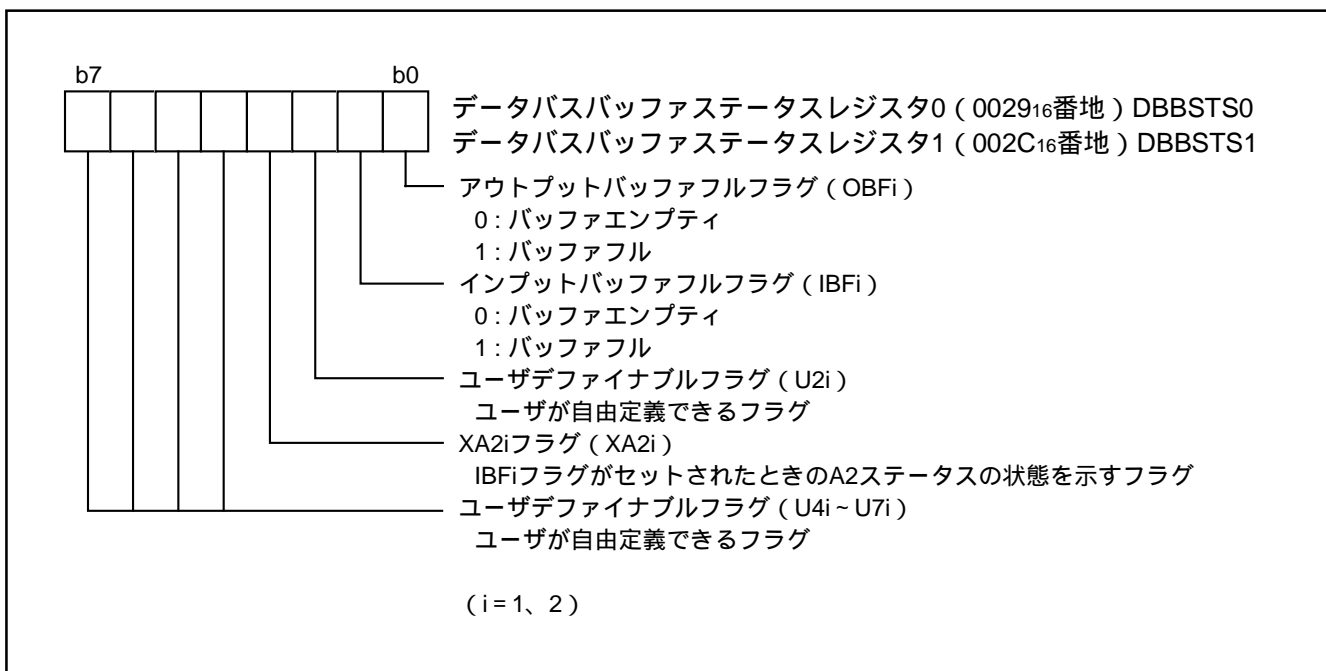 b7 b0
データバスバッファステータスレジスタ0（002916番地）DBBSTS0
データバスバッファステータスレジスタ1（002C16番地）DBBSTS1
アウトプットバッファフルフラグ（OBFi）
0：バッファエンプティ
1：バッファフル
インプットバッファフルフラグ（IBFi）
0：バッファエンプティ
1：バッファフル
ユーザデファイナブルフラグ（U2i）
ユーザが自由定義できるフラグ
XA2iフラグ（XA2i）
IBFiフラグがセットされたときのA2ステータスの状態を示すフラグ
ユーザデファイナブルフラグ（U4i～U7i）
ユーザが自由定義できるフラグ
（i = 1、2）